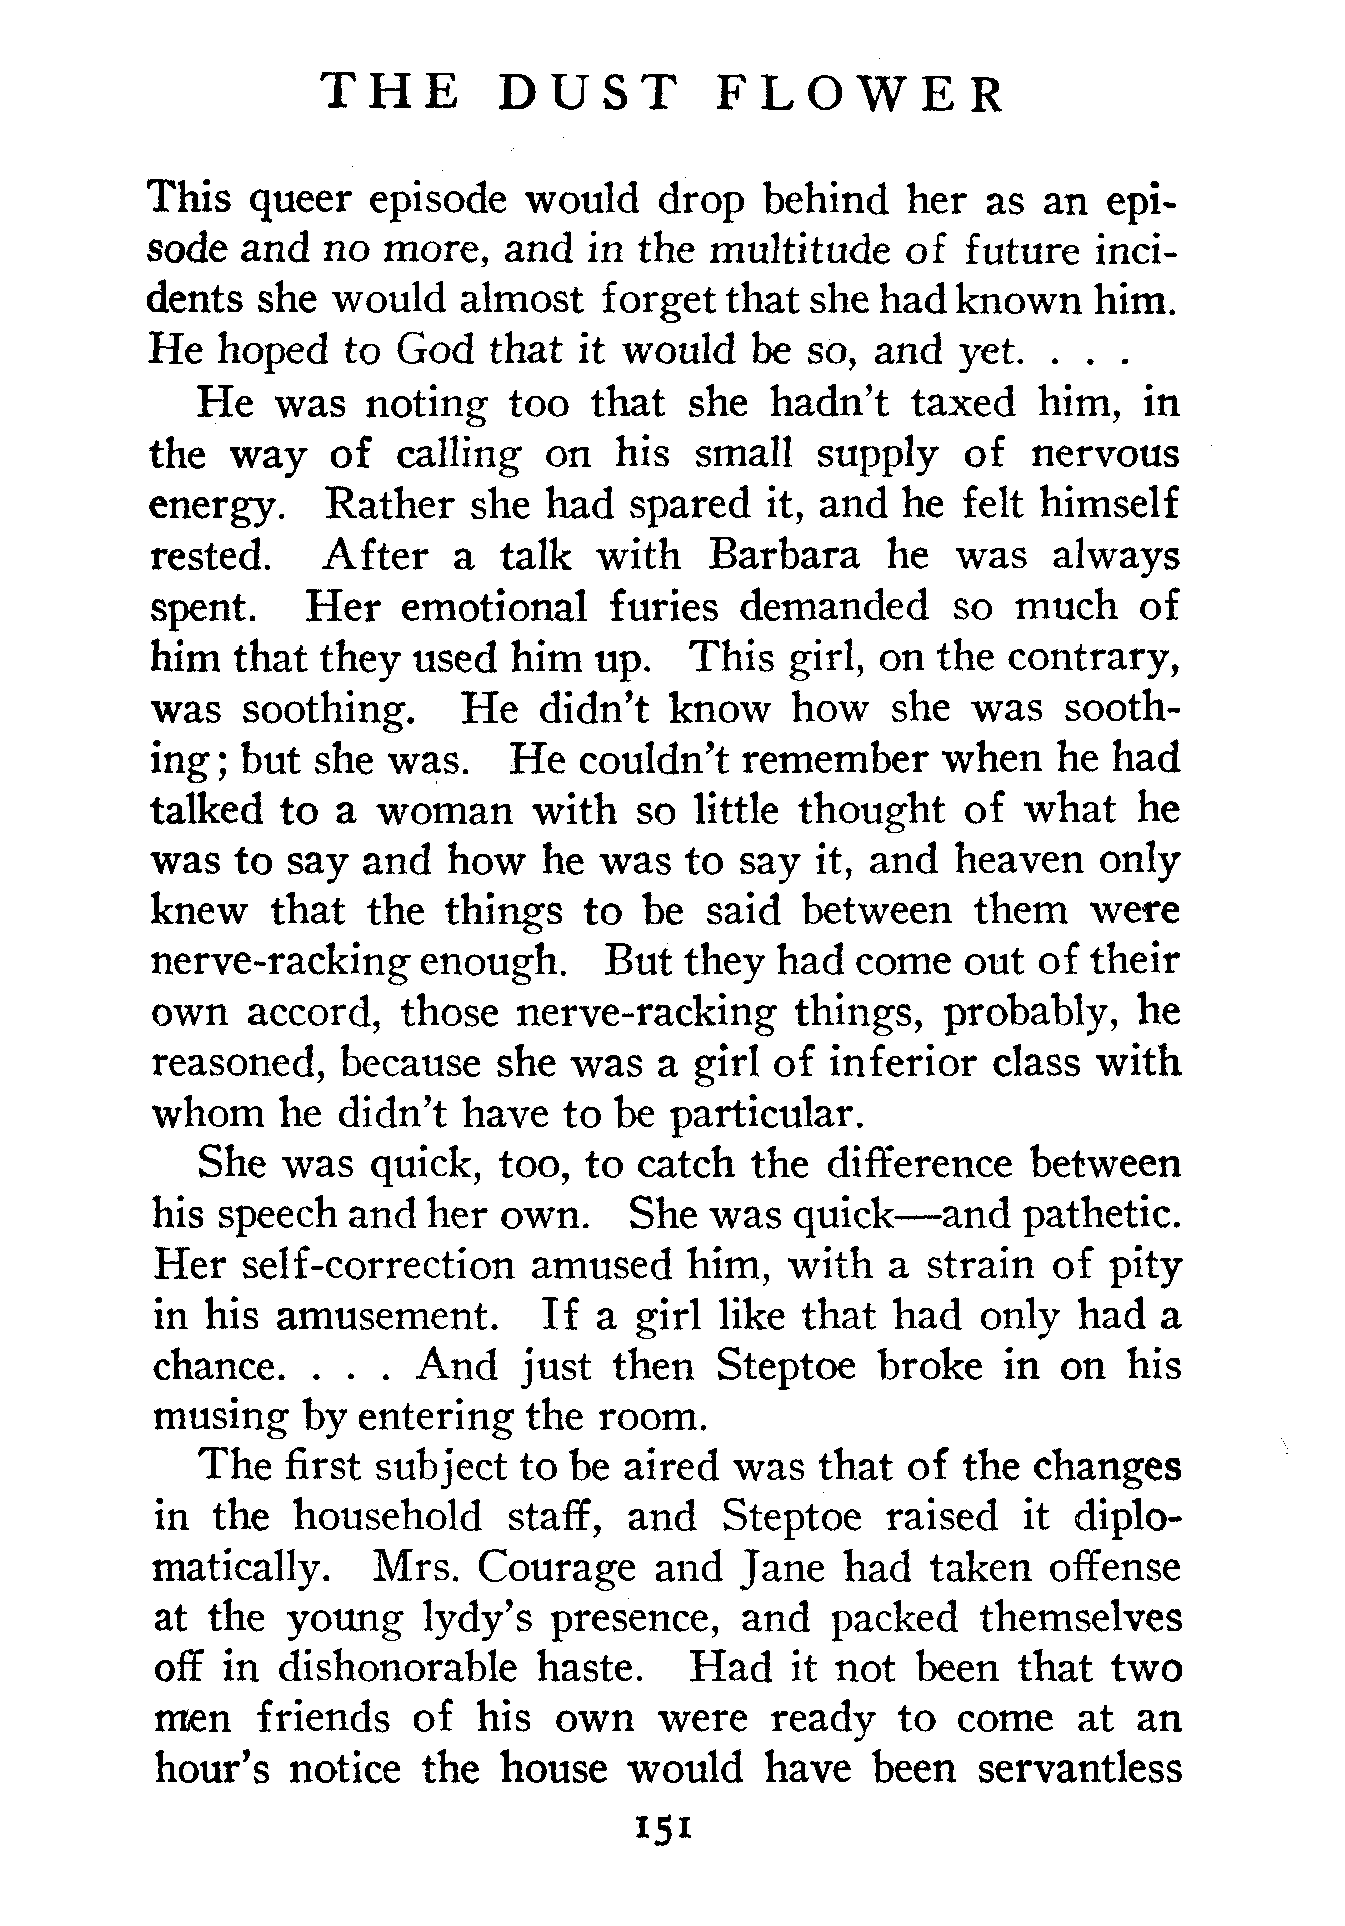 THE DUST FLOWER
This queer episode would drop behind her as an epi-
sode and no more, and in the multitude of future inci-
dents she would almost forget that she had known him.
He hoped to God that it would be so, and yet. . . .
He was noting too that she hadn't taxed him, in
the way of calling on his small supply of nervous
energy. Rather she had spared it, and he felt himself
rested. After a talk with Barbara he was always
spent. Her emotional furies demanded so much of
him that they used him up. This girl, on the contrary,
was soothing. He didn't know how she was sooth-
ing; but she was. He couldn't remember when he had
talked to a woman with so little thought of what he
was to say and how he was to say it, and heaven only
knew that the things to be said between them were
nerve-racking enough. But they had come out of their
own accord, those nerve-racking things, probably, he
reasoned, because she was a girl of inferior class with
whom he didn't have to be particular.
She was quick, too, to catch the difference between
his speech and her own. She was quick—and pathetic.
Her self-correction amused him, with a strain of pity
in his amusement. If a girl like that had only had a
chance. . . . And just then Steptoe broke in on his
musing by entering the room.
The first subject to be aired was that of the changes
in the household staff, and Steptoe raised it diplo-
matically. Mrs. Courage and Jane had taken offense
at the young lydy's presence, and packed themselves
off in dishonorable haste. Had it not been that two
men friends of his own were ready to come at an
hour's notice the house would have been servantless
151